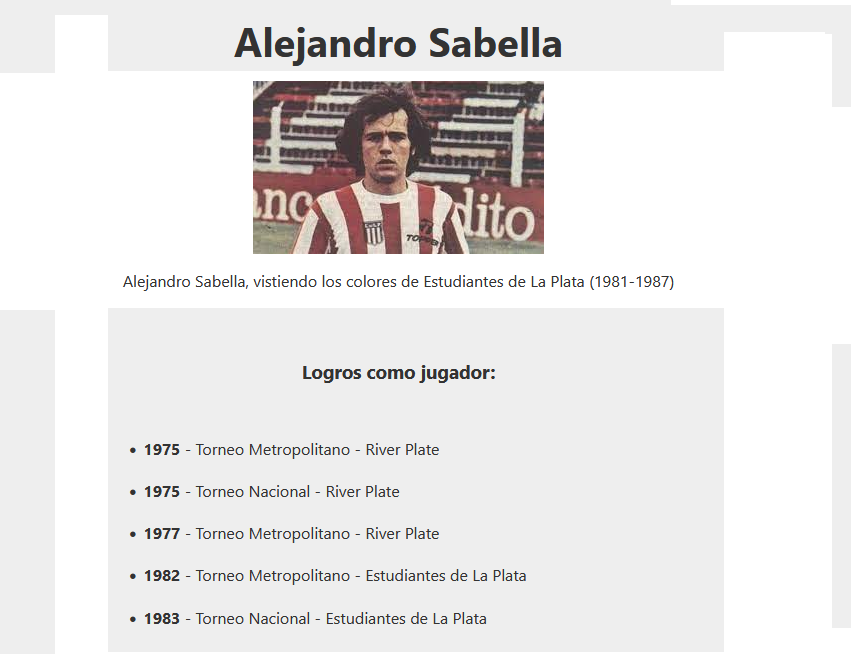 Alejandro Sabella
dito
TOPPER
Alejandro Sabella, vistiendo los colores de Estudiantes de La Plata (1981-1987)
Logros como jugador:
• 1975 - Torneo Metropolitano - River Plate
• 1975 - Torneo Nacional - River Plate
• 1977 - Torneo Metropolitano - River Plate
• 1982 - Torneo Metropolitano - Estudiantes de La Plata
• 1983 - Torneo Nacional - Estudiantes de La Plata